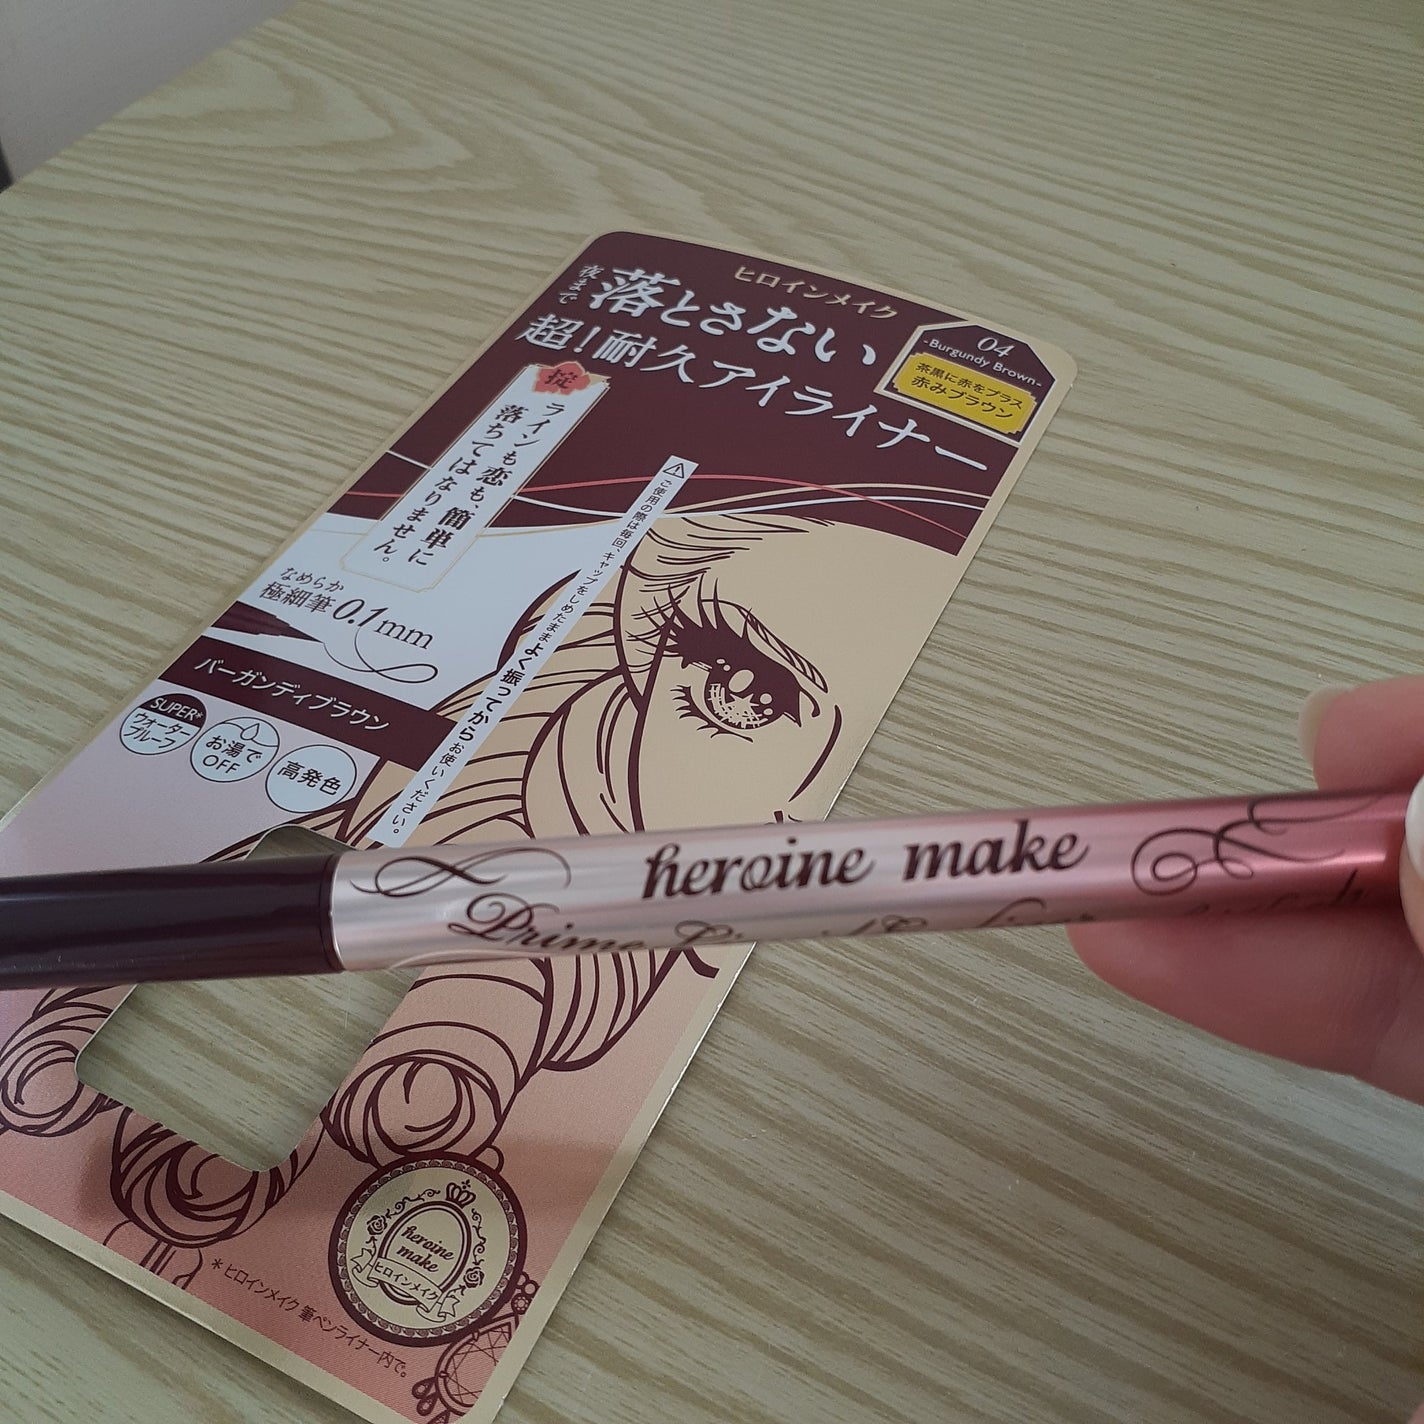 ヒロインメイク
夜まで
落とさない
超!耐久アイライナー
04
-Burgundy Brown-
茶黒に赤をプラス
赤みブラウン
掟
ラインも恋も、簡単に
落ちてはなりません。
⚠ご使用の際は毎回、キャップをしめたままよく振ってからお使いください。
なめらか
極細筆0.1mm
バーガンディブラウン
SUPER*
ウォーター
プルーフ
お湯で
OFF
高発色
heroine make
Prime
heroine
make
ヒロインメイク
*ヒロインメイク 筆ペンライナー内で。